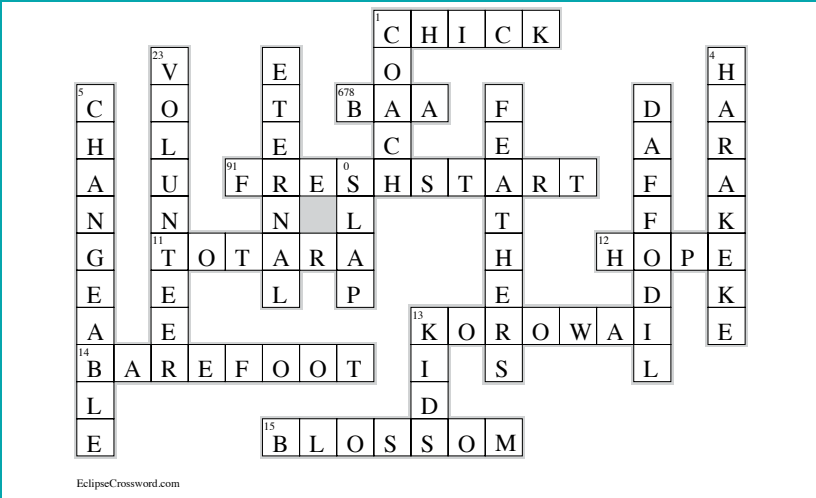 1 C H I C K
23 V E O 4 H
5 C O T 678 B A A F D A
H L E C E A R
A U 91 F R E 0 S H S T A R T F A
N N N L T F K
G 11 T O T A R A H 12 H O P E
E E L P E D K
A E 13 K O R O W A I E
14 B A R E F O O T I S L
L D
E 15 B L O S S O M
EclipseCrossword.com